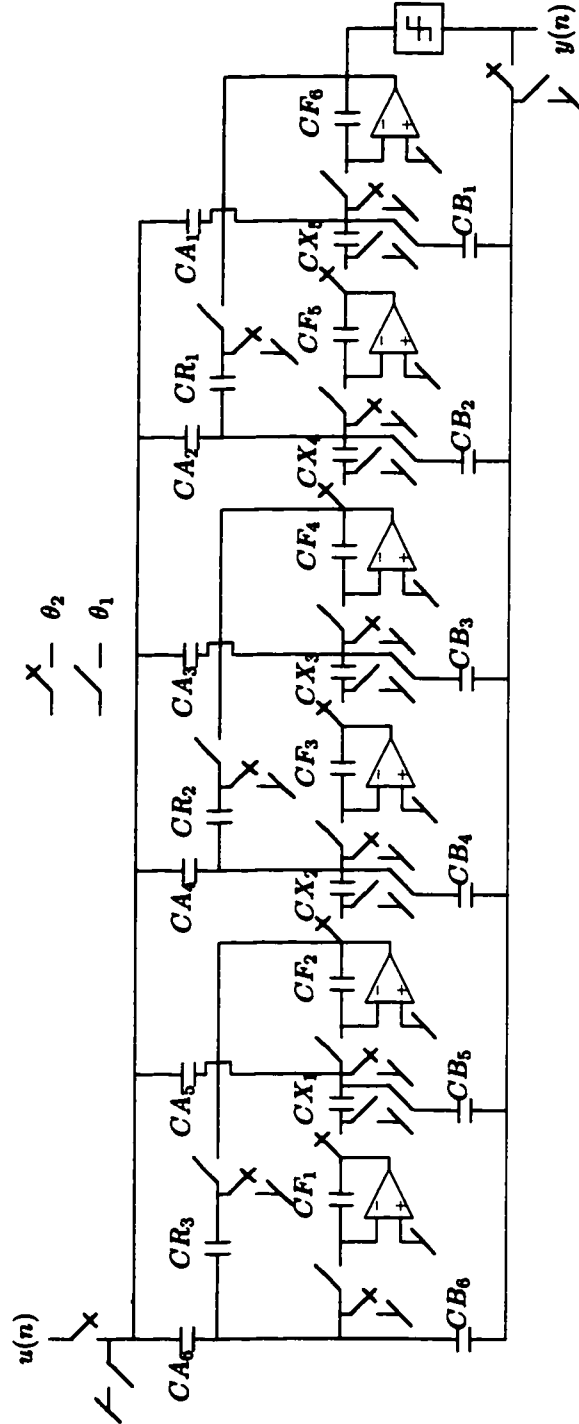 u(n)
θ₂
θ₁
CA₆
CA₅
CA₄
CA₃
CA₂
CA₁
CR₃
CR₂
CR₁
CF₁
CX₁
CF₂
CX₂
CF₃
CX₃
CF₄
CX₄
CF₅
CX₅
CF₆
- +
- +
- +
- +
- +
- +
CB₆
CB₅
CB₄
CB₃
CB₂
CB₁
y(n)